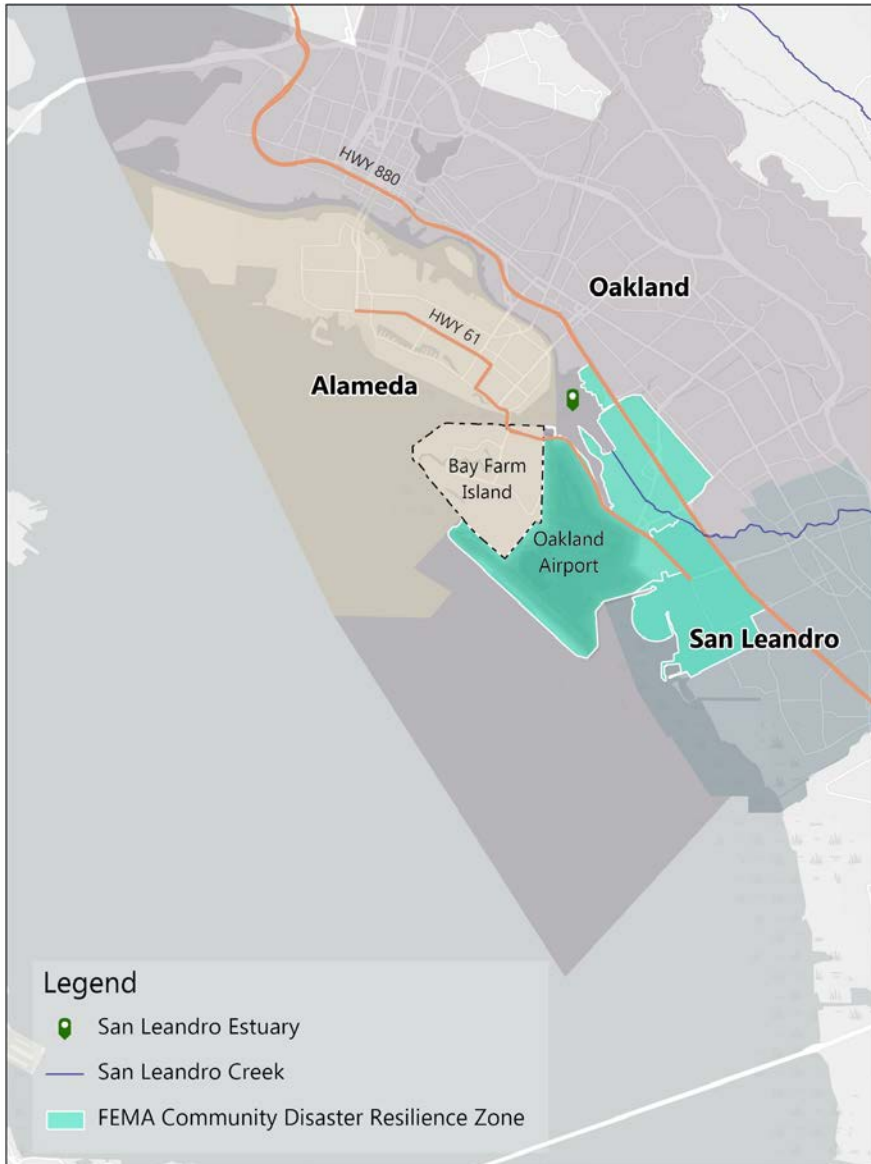 HWY 880
Oakland
HWY 61
Alameda
Bay Farm
Island
Oakland
Airport
San Leandro
Legend
San Leandro Estuary
San Leandro Creek
FEMA Community Disaster Resilience Zone